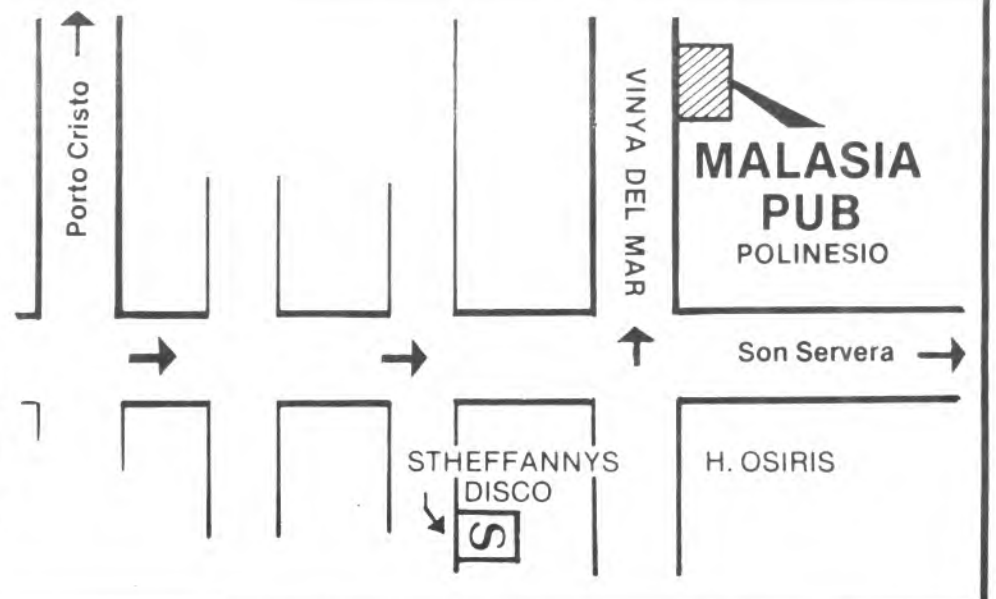 Porto Cristo
VINYA DEL MAR
MALASIA
PUB
POLINESIO
Son Servera
STHEFFANNYS
DISCO
S
H. OSIRIS